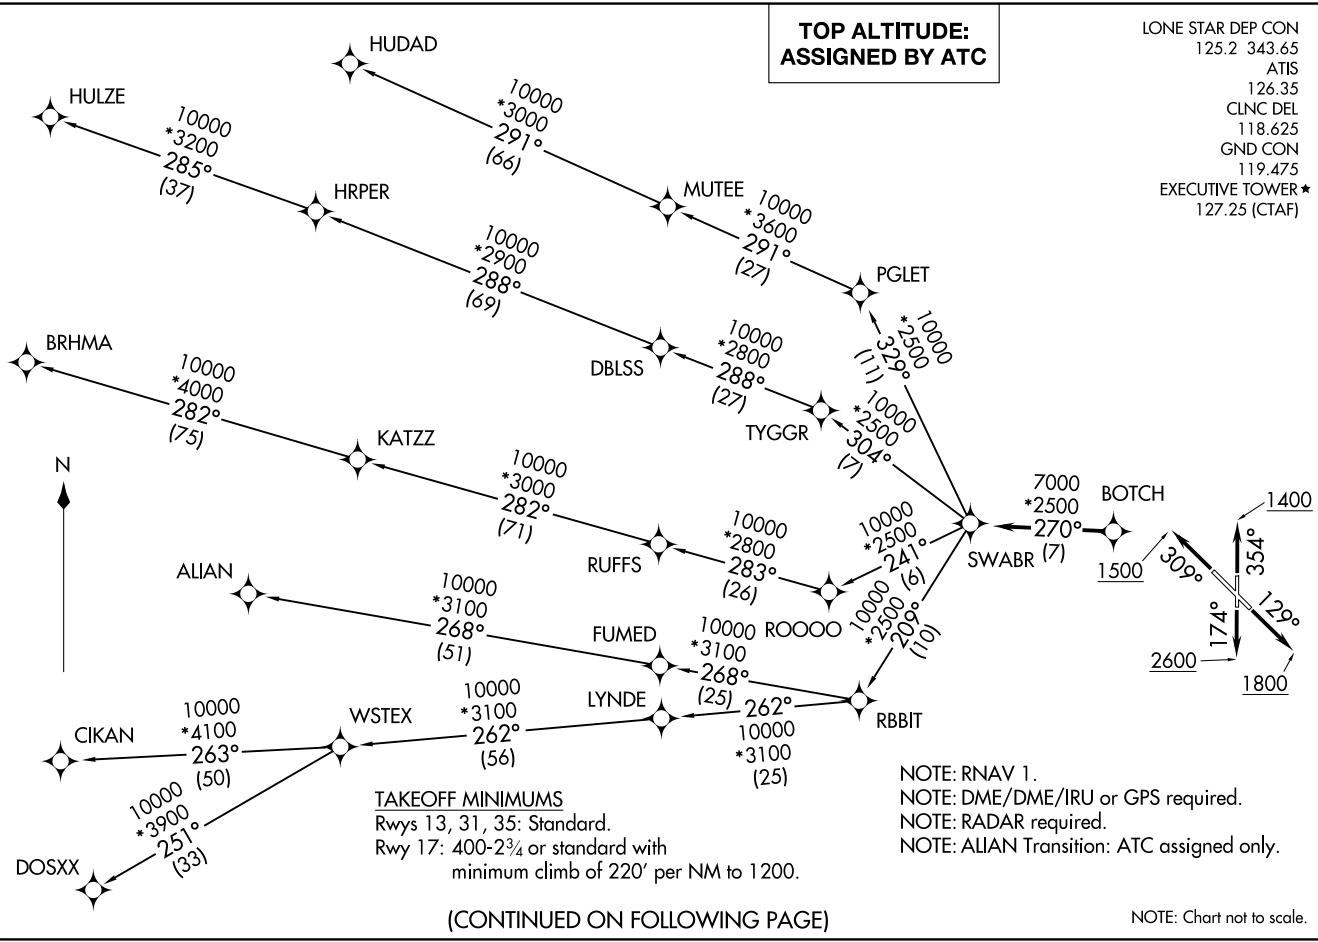 TOP ALTITUDE:
ASSIGNED BY ATC
LONE STAR DEP CON
125.2 343.65
ATIS
126.35
CLNC DEL
118.625
GND CON
119.475
EXECUTIVE TOWER★
127.25 (CTAF)
HUDAD
10000
*3000
291°
(66)
HULZE
10000
*3200
285°
(37)
HRPER
MUTEE
10000
*3600
291°
(27)
PGLET
10000
*2900
288°
(69)
10000
*2500
329°
(11)
BRHMA
10000
*4000
282°
(75)
DBLSS
10000
*2800
288°
(27)
TYGGR
10000
*2500
304°
(7)
KATZZ
N
10000
*3000
282°
(71)
RUFFS
10000
*2800
283°
(26)
ROOOO
10000
*2500
241°
(6)
SWABR
7000
*2500
270°
(7)
BOTCH
1400
354°
1500
309°
129°
174°
2600
1800
10000
*2500
209°
(10)
ALIAN
10000
*3100
268°
(51)
FUMED
10000
*3100
268°
(25)
RBBIT
LYNDE
262°
10000
*3100
(25)
WSTEX
10000
*3100
262°
(56)
CIKAN
10000
*4100
263°
(50)
10000
*3900
251°
(33)
DOSXX
TAKEOFF MINIMUMS
Rwys 13, 31, 35: Standard.
Rwy 17: 400-2¾ or standard with
minimum climb of 220' per NM to 1200.
NOTE: RNAV 1.
NOTE: DME/DME/IRU or GPS required.
NOTE: RADAR required.
NOTE: ALIAN Transition: ATC assigned only.
(CONTINUED ON FOLLOWING PAGE)
NOTE: Chart not to scale.